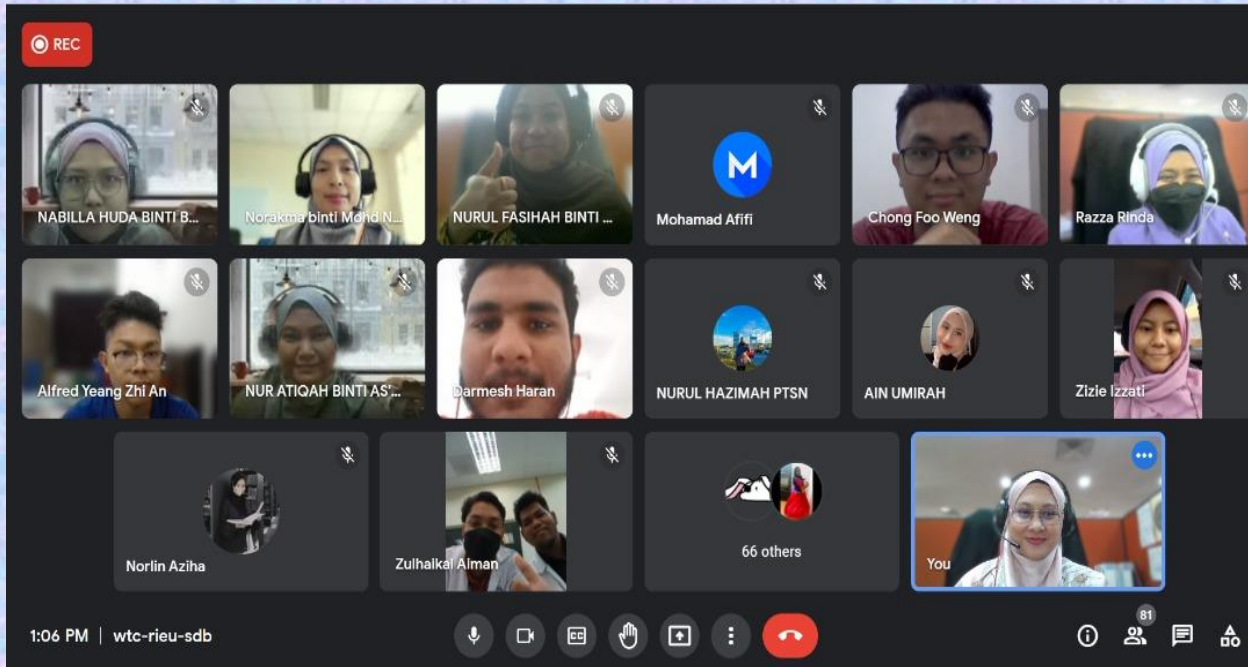 REC
NABILLA HUDA BINTI B...
Norakma binti Mohd N...
NURUL FASIHAH BINTI ...
M
Mohamad Afifi
Chong Foo Weng
Razza Rinda
Alfred Yeang Zhi An
NUR ATIQAH BINTI AS'...
Darmesh Haran
NURUL HAZIMAH PTSN
AIN UMIRAH
Zizie Izzati
Norlin Aziha
Zulhaikal Aiman
66 others
You
1:06 PM | wtc-rieu-sdb
CC
81